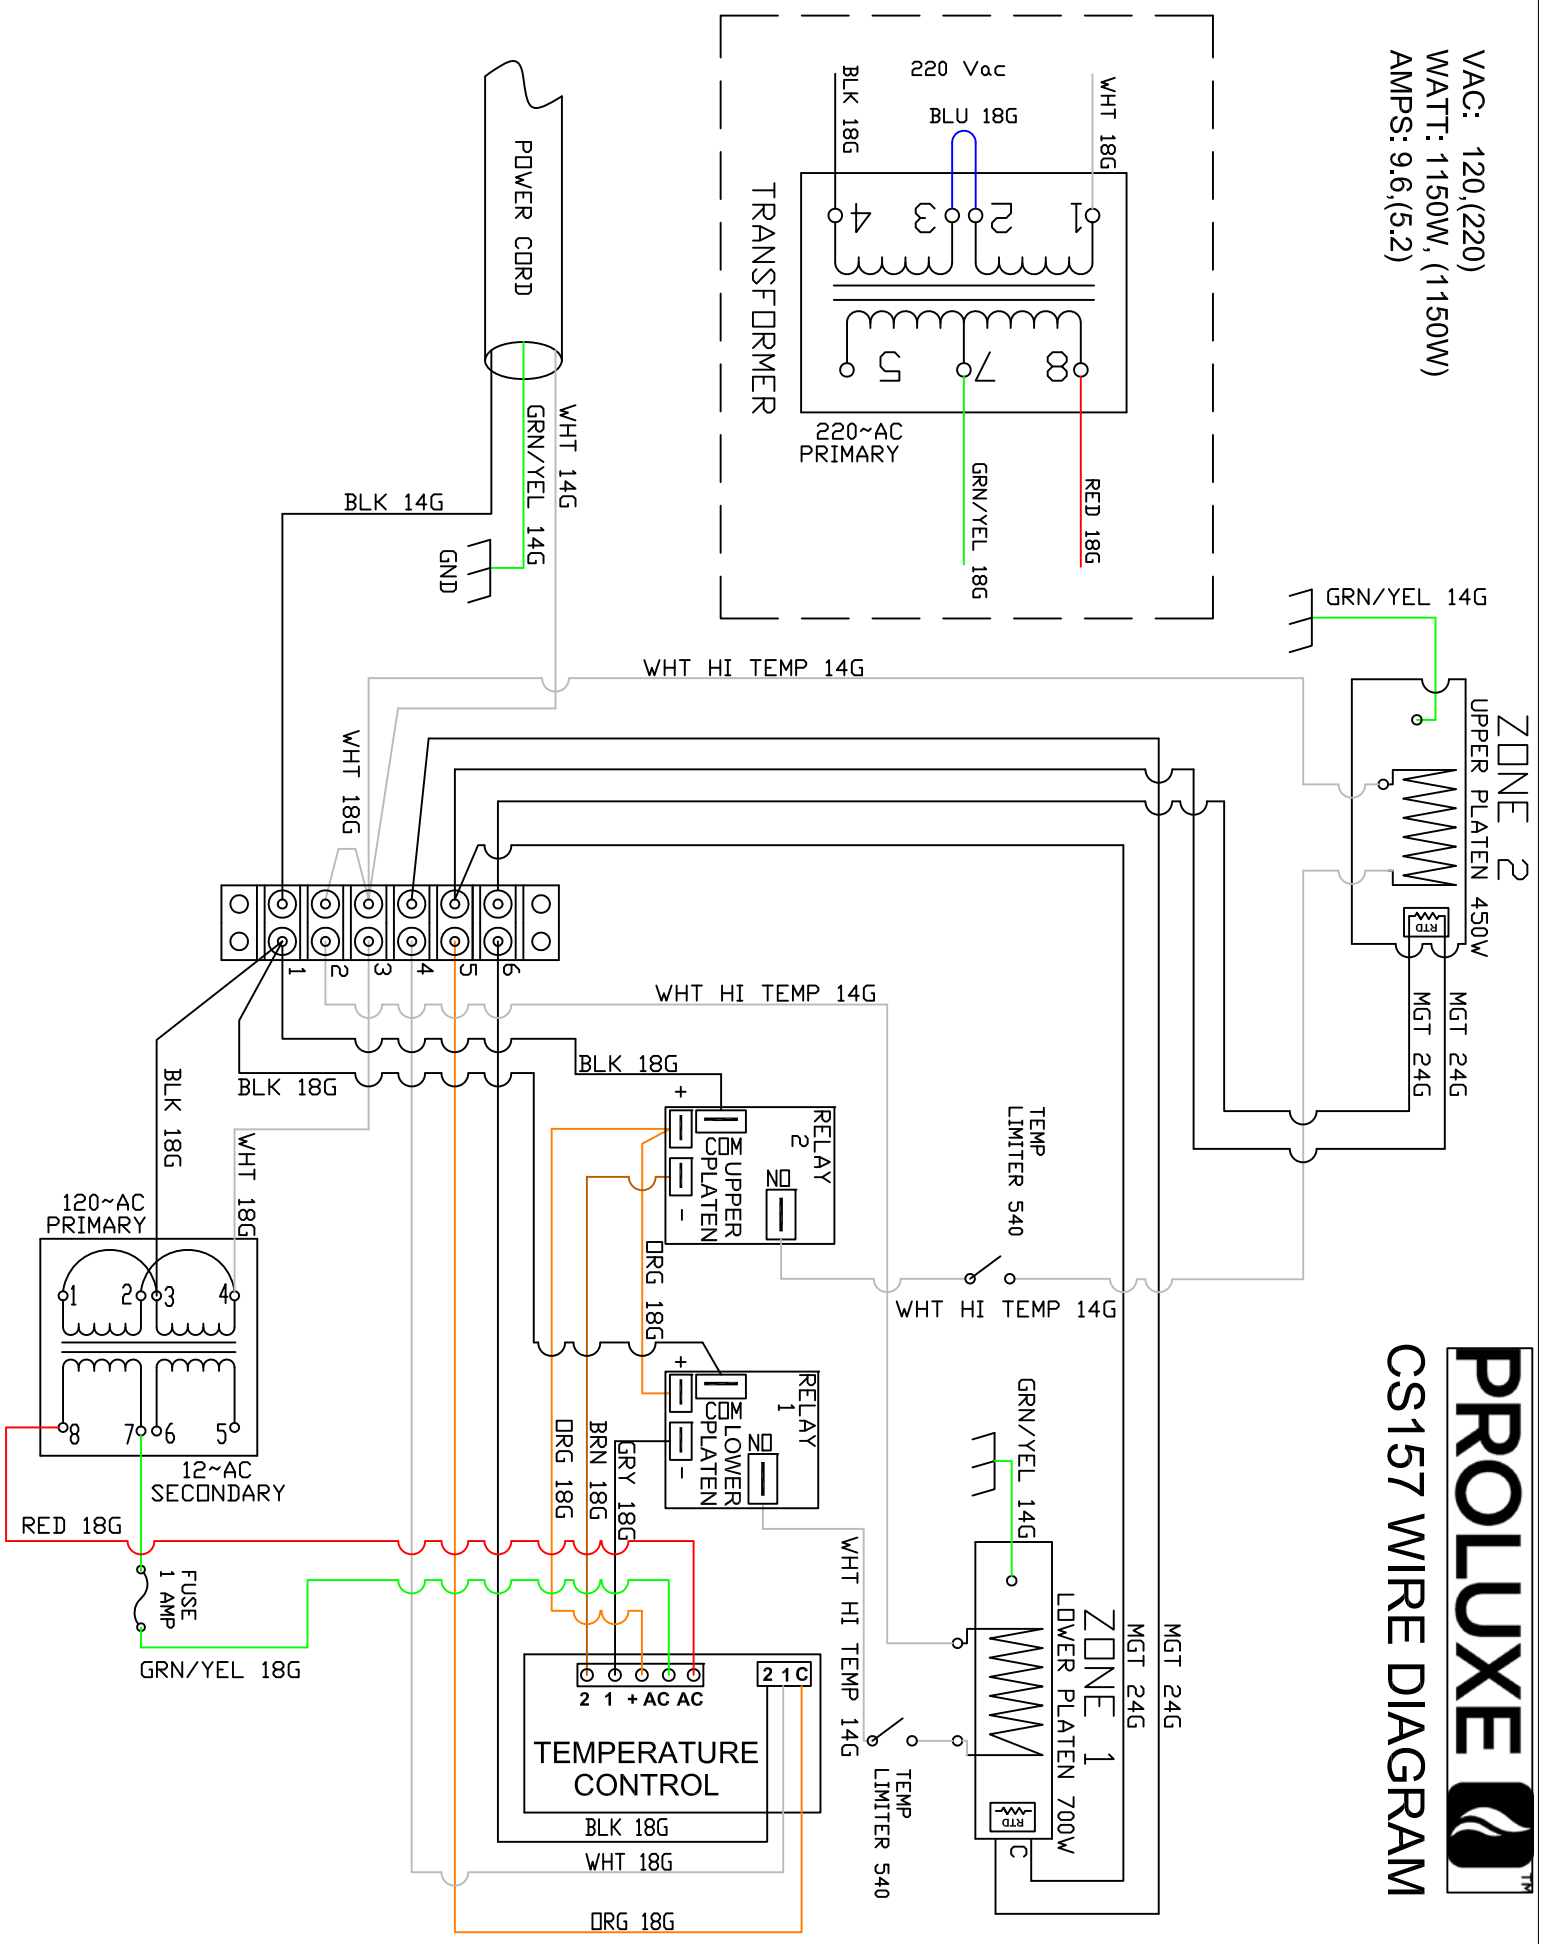 VAC: 120,(220)
WATT: 1150W, (1150W)
AMPS: 9.6,(5.2)
PROLUXE
TM
CS157 WIRE DIAGRAM
220 Vac
BLK 18G
BLU 18G
WHT 18G
4
3
2
1
5
7
8
TRANSFORMER
220~AC
PRIMARY
GRN/YEL 18G
RED 18G
POWER CORD
WHT 14G
GRN/YEL 14G
BLK 14G
GND
GRN/YEL 14G
WHT HI TEMP 14G
ZONE 2
UPPER PLATEN 450W
RTD
MGT 24G
MGT 24G
WHT 18G
1
2
3
4
5
6
WHT HI TEMP 14G
BLK 18G
BLK 18G
BLK 18G
WHT 18G
+
COM
RELAY
2
UPPER
PLATEN
NO
-
TEMP
LIMITER 540
WHT HI TEMP 14G
120~AC
PRIMARY
1
2
3
4
8
7
6
5
12~AC
SECONDARY
RED 18G
FUSE
1 AMP
GRN/YEL 18G
ORG 18G
+
COM
RELAY
1
LOWER
PLATEN
NO
-
ORG 18G
BRN 18G
GRY 18G
WHT HI TEMP 14G
GRN/YEL 14G
ZONE 1
LOWER PLATEN 700W
RTD
C
MGT 24G
MGT 24G
TEMP
LIMITER 540
2 1 + AC AC
2 1 C
TEMPERATURE
CONTROL
BLK 18G
WHT 18G
ORG 18G